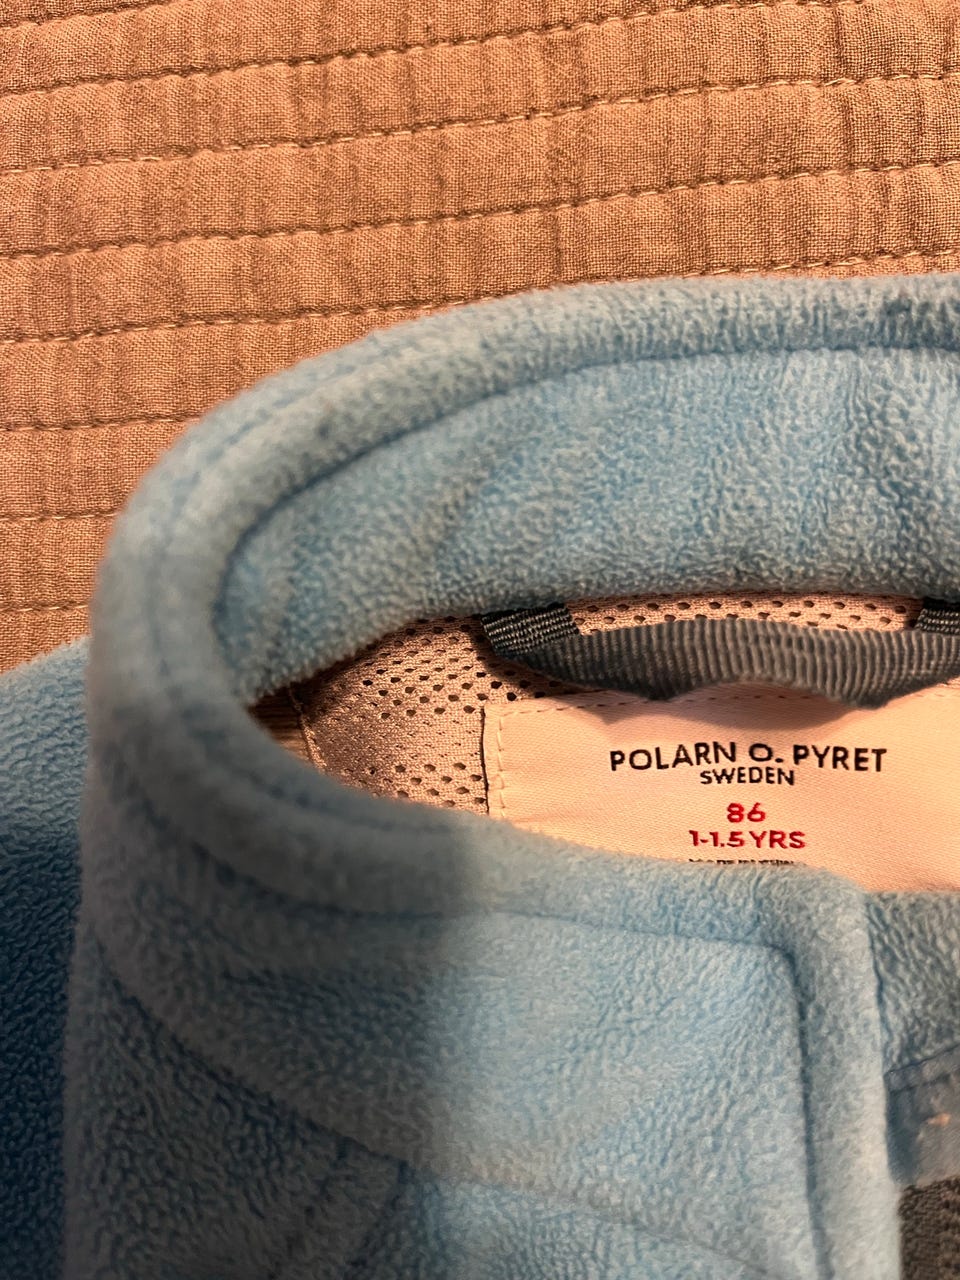 POLARN O. PYRET
SWEDEN
86
1-1.5 YRS